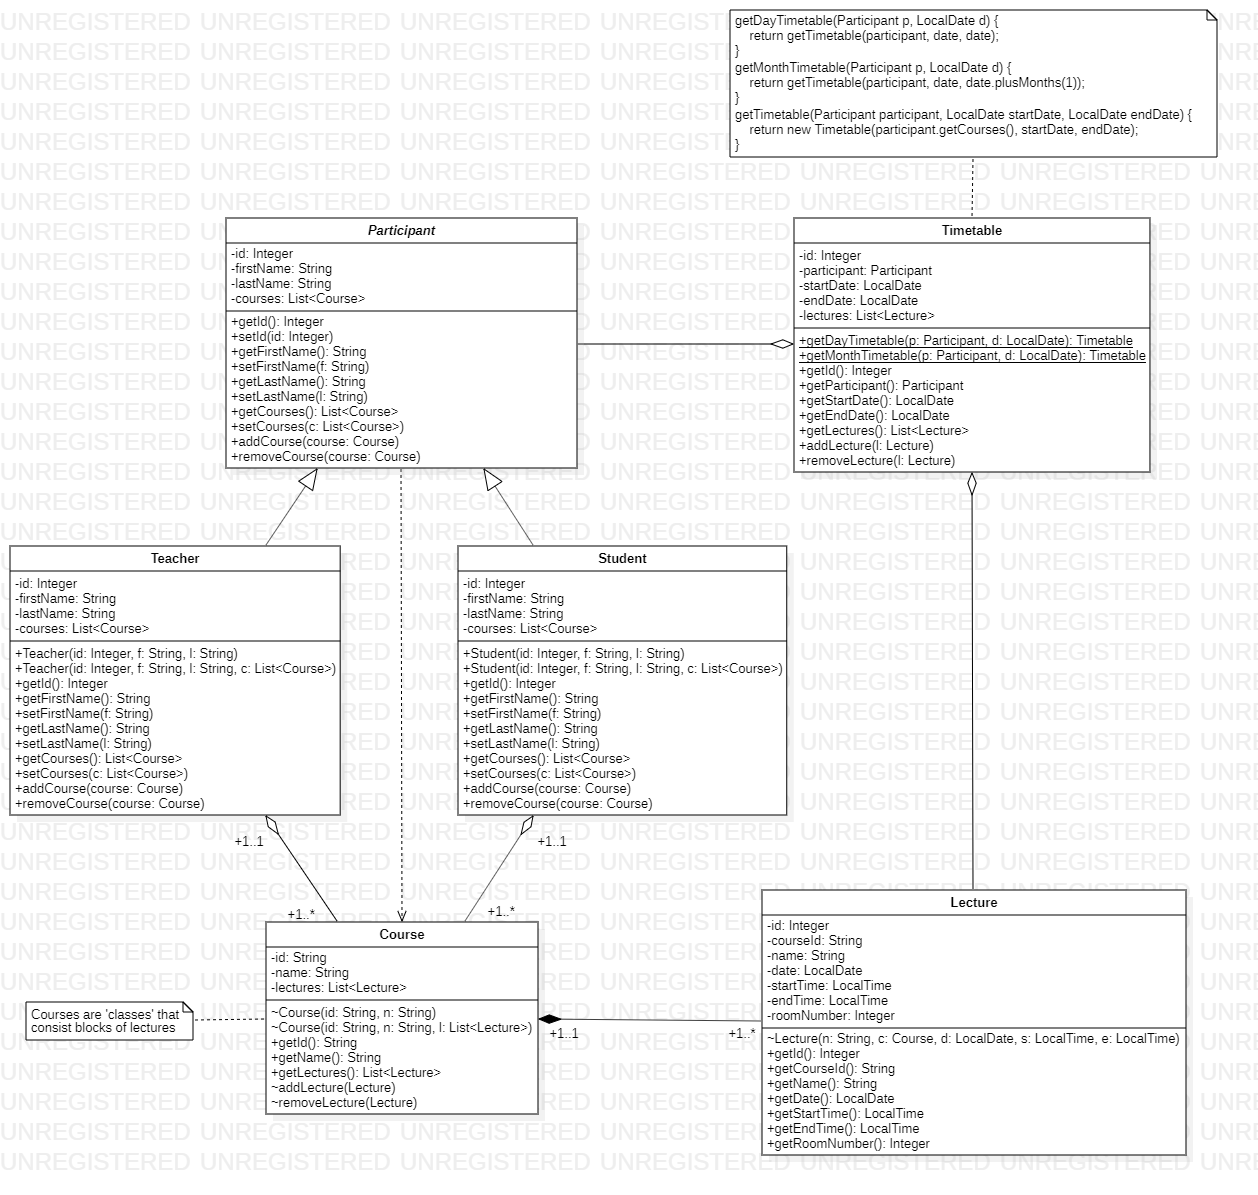 getDayTimetable(Participant p, LocalDate d) {
return getTimetable(participant, date, date);
}
getMonthTimetable(Participant p, LocalDate d) {
return getTimetable(participant, date, date.plusMonths(1));
}
getTimetable(Participant participant, LocalDate startDate, LocalDate endDate) {
return new Timetable(participant.getCourses(), startDate, endDate);
}
Participant
-id: Integer
-firstName: String
-lastName: String
-courses: List<Course>
+getId(): Integer
+setId(id: Integer)
+getFirstName(): String
+setFirstName(f: String)
+getLastName(): String
+setLastName(l: String)
+getCourses(): List<Course>
+setCourses(c: List<Course>)
+addCourse(course: Course)
+removeCourse(course: Course)
Timetable
-id: Integer
-participant: Participant
-startDate: LocalDate
-endDate: LocalDate
-lectures: List<Lecture>
+getDayTimetable(p: Participant, d: LocalDate): Timetable
+getMonthTimetable(p: Participant, d: LocalDate): Timetable
+getId(): Integer
+getParticipant(): Participant
+getStartDate(): LocalDate
+getEndDate(): LocalDate
+getLectures(): List<Lecture>
+addLecture(l: Lecture)
+removeLecture(l: Lecture)
Teacher
-id: Integer
-firstName: String
-lastName: String
-courses: List<Course>
+Teacher(id: Integer, f: String, l: String)
+Teacher(id: Integer, f: String, l: String, c: List<Course>)
+getId(): Integer
+getFirstName(): String
+setFirstName(f: String)
+getLastName(): String
+setLastName(l: String)
+getCourses(): List<Course>
+setCourses(c: List<Course>)
+addCourse(course: Course)
+removeCourse(course: Course)
Student
-id: Integer
-firstName: String
-lastName: String
-courses: List<Course>
+Student(id: Integer, f: String, l: String)
+Student(id: Integer, f: String, l: String, c: List<Course>)
+getId(): Integer
+getFirstName(): String
+setFirstName(f: String)
+getLastName(): String
+setLastName(l: String)
+getCourses(): List<Course>
+setCourses(c: List<Course>)
+addCourse(course: Course)
+removeCourse(course: Course)
+1..1
+1..1
+1..*
+1..*
Course
-id: String
-name: String
-lectures: List<Lecture>
~Course(id: String, n: String)
~Course(id: String, n: String, l: List<Lecture>)
+getId(): String
+getName(): String
+getLectures(): List<Lecture>
~addLecture(Lecture)
~removeLecture(Lecture)
Courses are 'classes' that
consist blocks of lectures
+1..1
+1..*
Lecture
-id: Integer
-courseId: String
-name: String
-date: LocalDate
-startTime: LocalTime
-endTime: LocalTime
-roomNumber: Integer
~Lecture(n: String, c: Course, d: LocalDate, s: LocalTime, e: LocalTime)
+getId(): Integer
+getCourseId(): String
+getName(): String
+getDate(): LocalDate
+getStartTime(): LocalTime
+getEndTime(): LocalTime
+getRoomNumber(): Integer